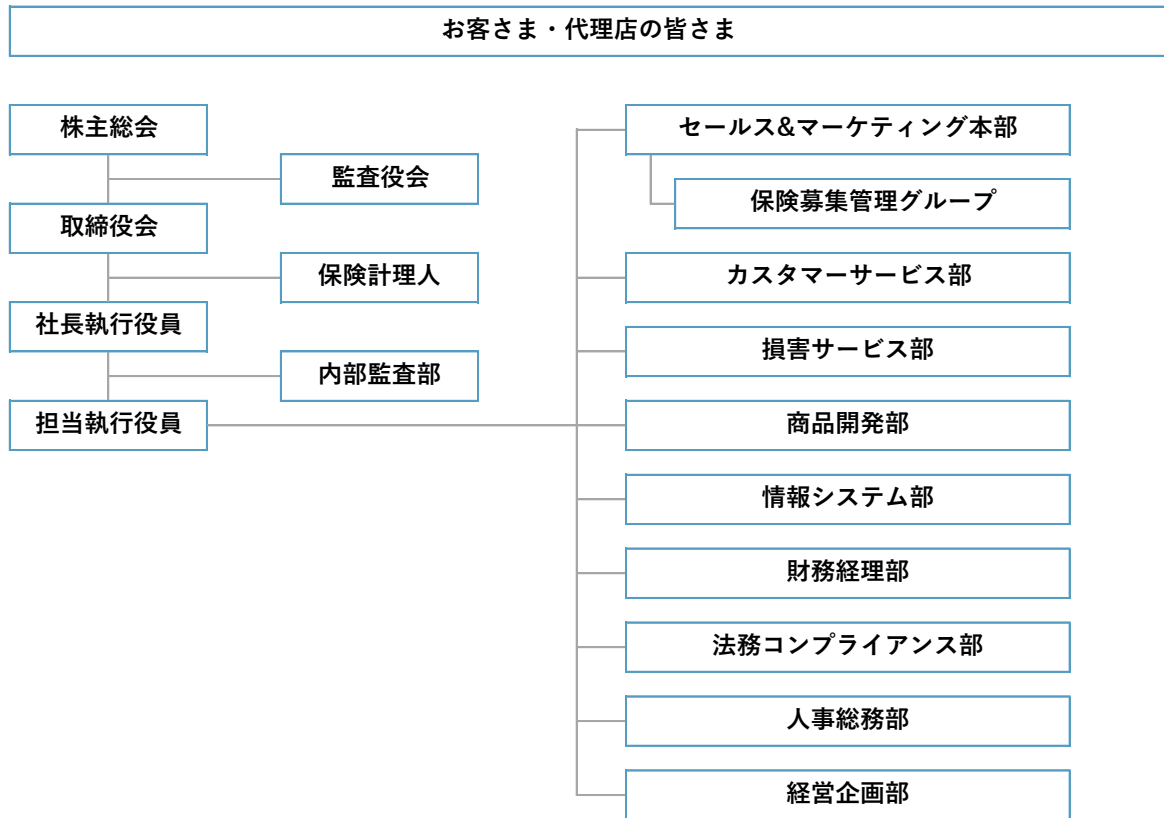 お客さま・代理店の皆さま
株主総会
監査役会
取締役会
保険計理人
社長執行役員
内部監査部
担当執行役員
セールス&マーケティング本部
保険募集管理グループ
カスタマーサービス部
損害サービス部
商品開発部
情報システム部
財務経理部
法務コンプライアンス部
人事総務部
経営企画部